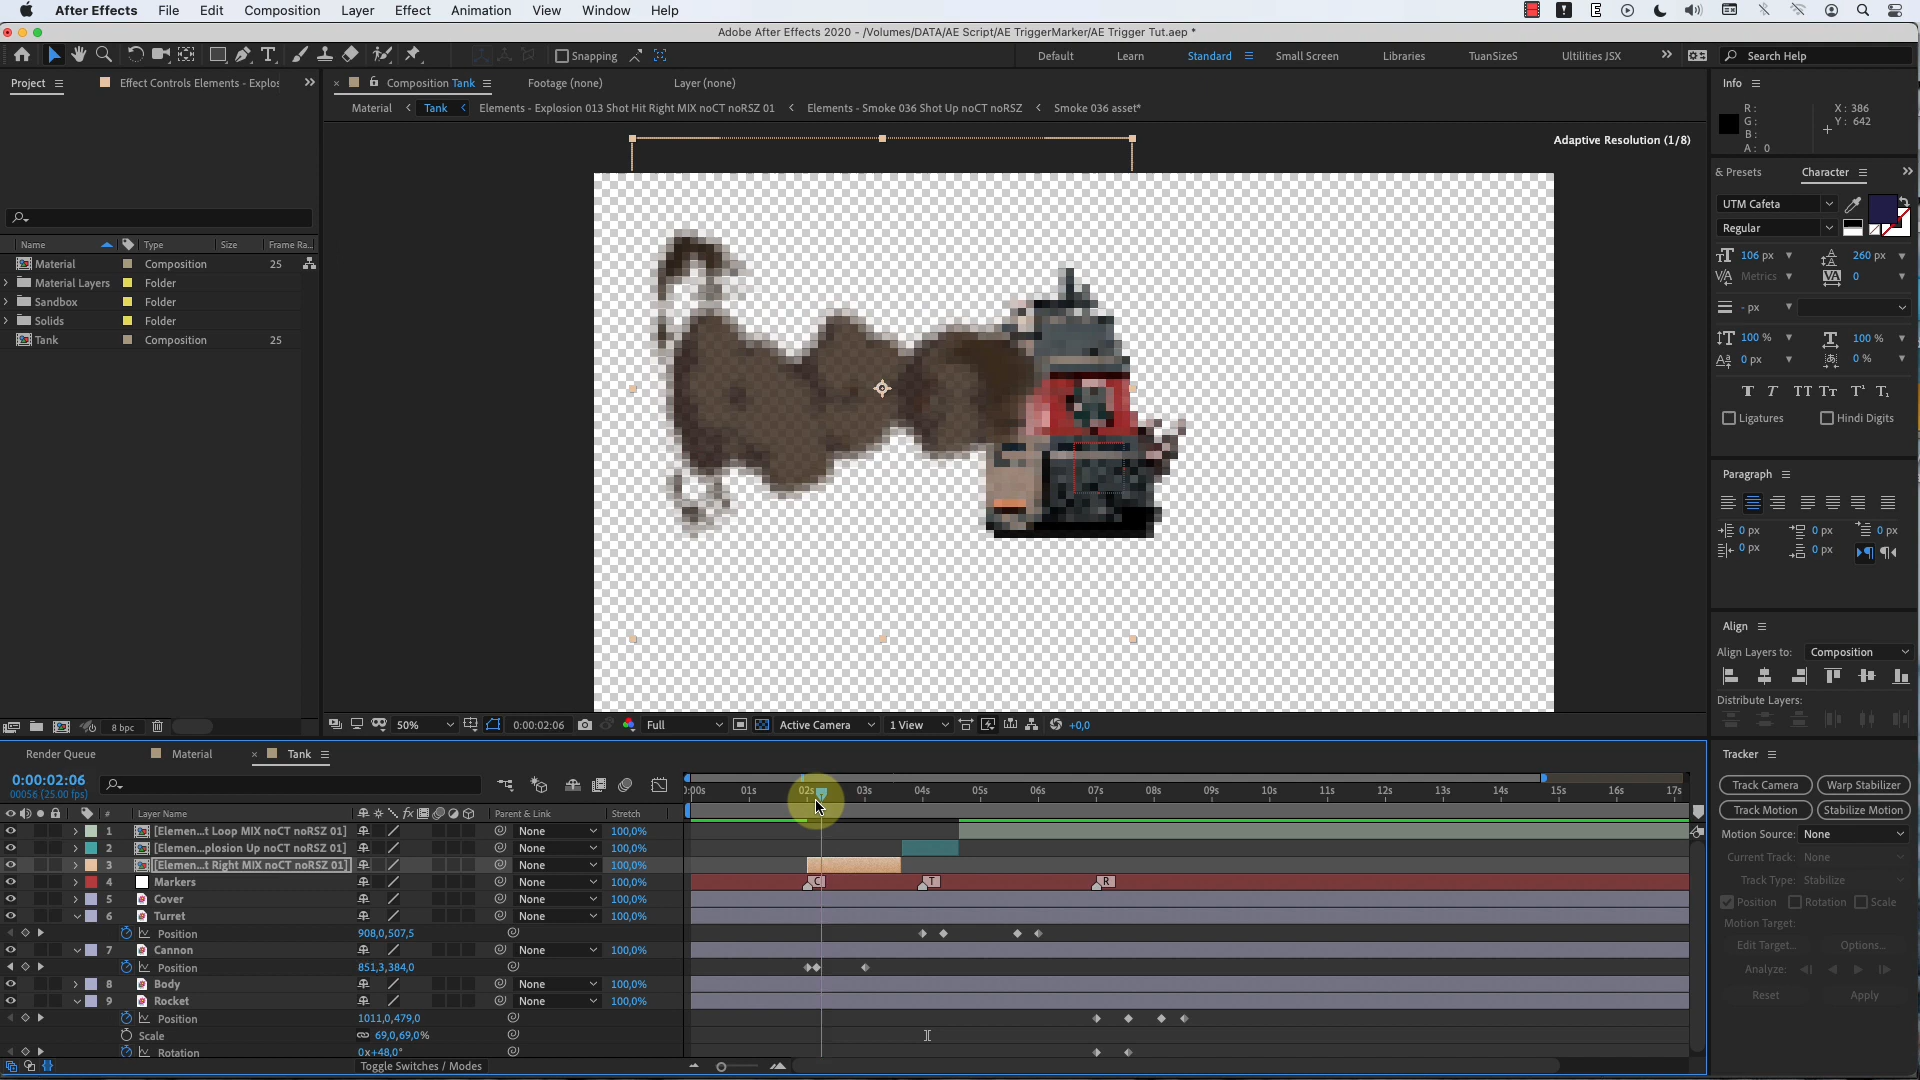 After Effects File Edit Composition Layer Effect Animation View Window Help
Adobe After Effects 2020 - /Volumes/DATA/AE Script/AE TriggerMarker/AE Trigger Tut.aep *
Snapping Default Learn Standard Small Screen Libraries TuanSizeS Ultilities JSX Search Help
Project Effect Controls Elements - Explos Composition Tank Footage (none) Layer (none) Info
Material Tank Elements - Explosion 013 Shot Hit Right MIX noCT noRSZ 01 Elements - Smoke 036 Shot Up noCT noRSZ Smoke 036 asset*
R: X: 386
G: Y: 642
B:
A: 0
Adaptive Resolution (1/8)
& Presets Character
UTM Cafeta
Regular
106 px 260 px
Metrics 0
- px
100 % 100 %
0 px 0 %
Ligatures Hindi Digits
Paragraph
0 px 0 px 0 px
0 px 0 px
Align
Align Layers to: Composition
Distribute Layers:
Name Type Size Frame Ra...
Material Composition 25
Material Layers Folder
Sandbox Folder
Solids Folder
Tank Composition 25
8 bpc
50% 0:00:02:06 Full Active Camera 1 View +0,0
Render Queue Material Tank
0:00:02:06
00056 (25.00 fps)
:00s 01s 02s 03s 04s 05s 06s 07s 08s 09s 10s 11s 12s 13s 14s 15s 16s 17s
# Layer Name Parent & Link Stretch
1 [Elemen...t Loop MIX noCT noRSZ 01] None 100,0%
2 [Elemen...plosion Up noCT noRSZ 01] None 100,0%
3 [Elemen...t Right MIX noCT noRSZ 01] None 100,0%
4 Markers None 100,0% C T R
5 Cover None 100,0%
6 Turret None 100,0%
Position 908,0,507,5
7 Cannon None 100,0%
Position 851,3,384,0
8 Body None 100,0%
9 Rocket None 100,0%
Position 1011,0,479,0
Scale 69,0,69,0%
Rotation 0x+48,0°
Toggle Switches / Modes
Tracker
Track Camera Warp Stabilizer
Track Motion Stabilize Motion
Motion Source: None
Current Track: None
Track Type: Stabilize
Position Rotation Scale
Motion Target:
Edit Target... Options...
Analyze:
Reset Apply